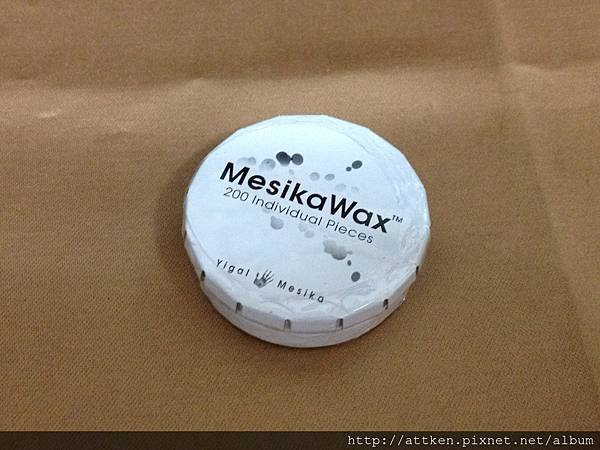 MesikaWax™
200 Individual Pieces
Yigal Mesika
http://attken.pixnet.net/album